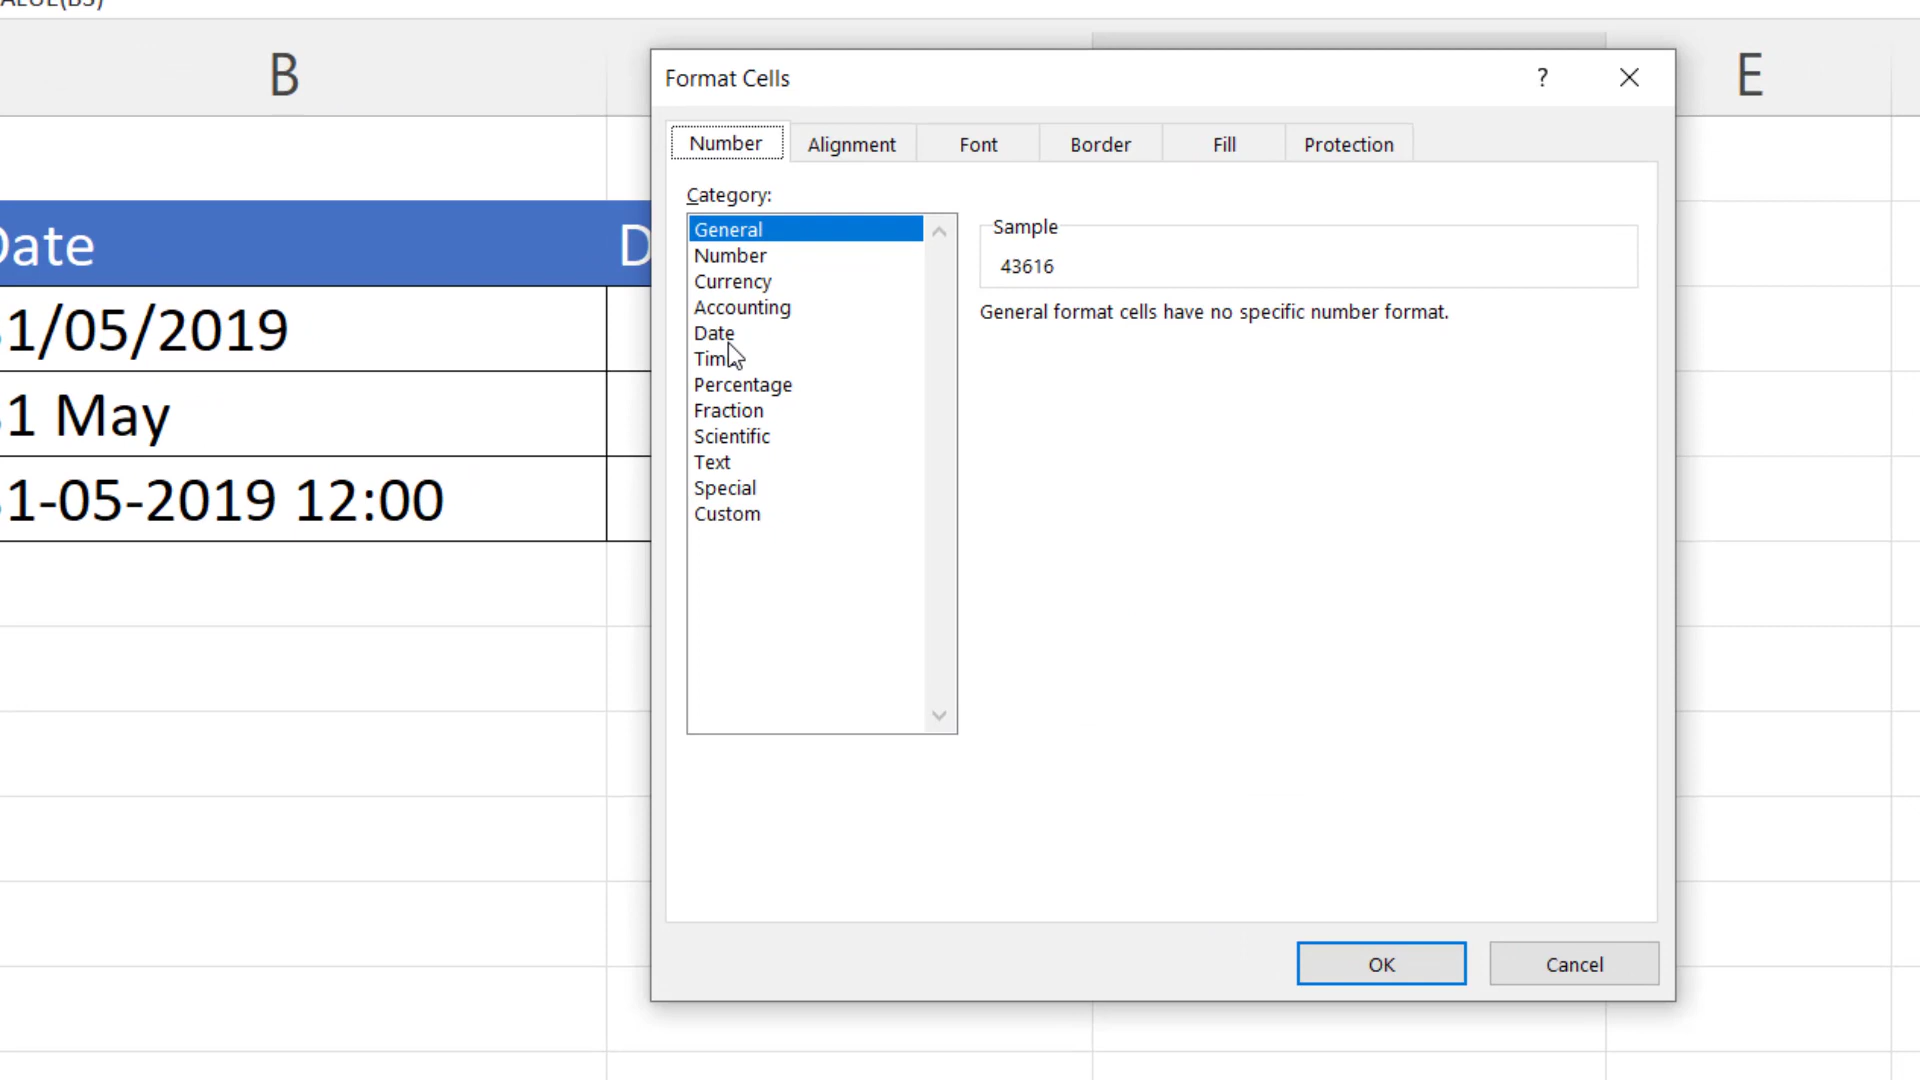 B
E
Format Cells
?
Number
Alignment
Font
Border
Fill
Protection
Category:
General
Number
Currency
Accounting
Date
Percentage
Fraction
Scientific
Text
Special
Custom
Sample
43616
General format cells have no specific number format.
Date
D
1/05/2019
1 May
1-05-2019 12:00
OK
Cancel